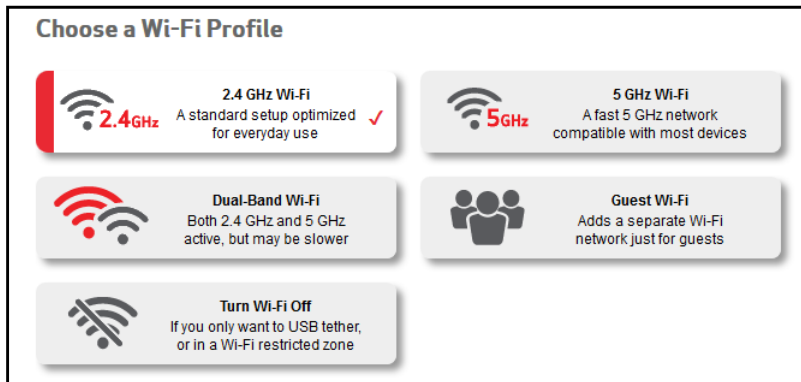 Choose a Wi-Fi Profile
2.4GHz
2.4 GHz Wi-Fi
A standard setup optimized
for everyday use
5GHz
5 GHz Wi-Fi
A fast 5 GHz network
compatible with most devices
Dual-Band Wi-Fi
Both 2.4 GHz and 5 GHz
active, but may be slower
Guest Wi-Fi
Adds a separate Wi-Fi
network just for guests
Turn Wi-Fi Off
If you only want to USB tether,
or in a Wi-Fi restricted zone